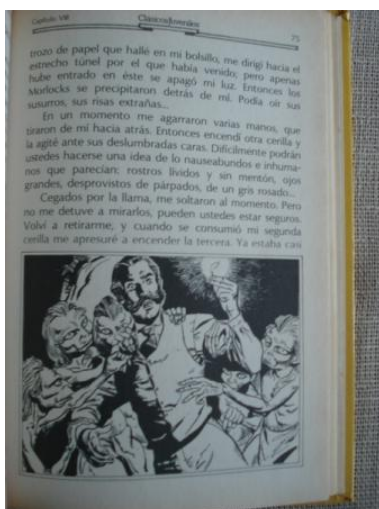 Capítulo VIII
Clásicos Juveniles
75
trozo de papel que hallé en mi bolsillo, me dirigí hacia el
estrecho túnel por el que había venido; pero apenas
hube entrado en éste se apagó mi luz. Entonces los
Morlocks se precipitaron detrás de mí. Podía oír sus
susurros, sus risas extrañas...
En un momento me agarraron varias manos, que
tiraron de mí hacia atrás. Entonces encendí otra cerilla y
la agité ante sus deslumbradas caras. Difícilmente podrán
ustedes hacerse una idea de lo nauseabundos e inhuma-
nos que parecían: rostros lívidos y sin mentón, ojos
grandes, desprovistos de párpados, de un gris rosado...
Cegados por la llama, me soltaron al momento. Pero
no me detuve a mirarlos, pueden ustedes estar seguros.
Volví a retirarme, y cuando se consumió mi segunda
cerilla me apresuré a encender la tercera. Ya estaba casi